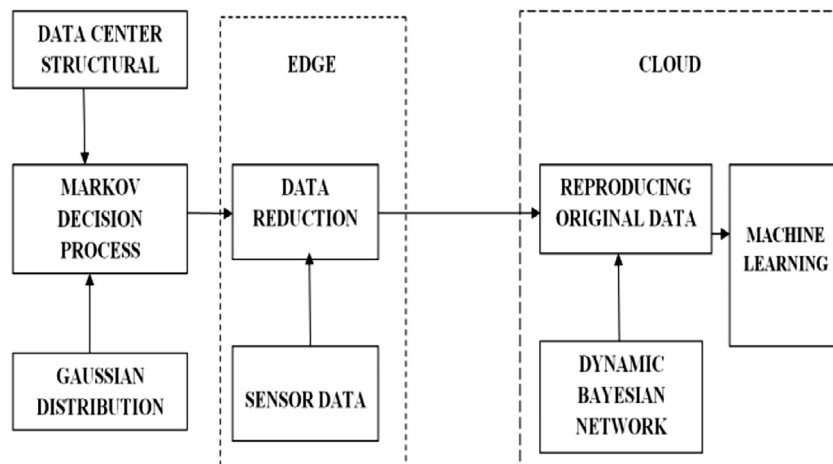 DATA CENTER
STRUCTURAL
EDGE
CLOUD
MARKOV
DECISION
PROCESS
DATA
REDUCTION
REPRODUCING
ORIGINAL DATA
MACHINE
LEARNING
GAUSSIAN
DISTRIBUTION
SENSOR DATA
DYNAMIC
BAYESIAN
NETWORK